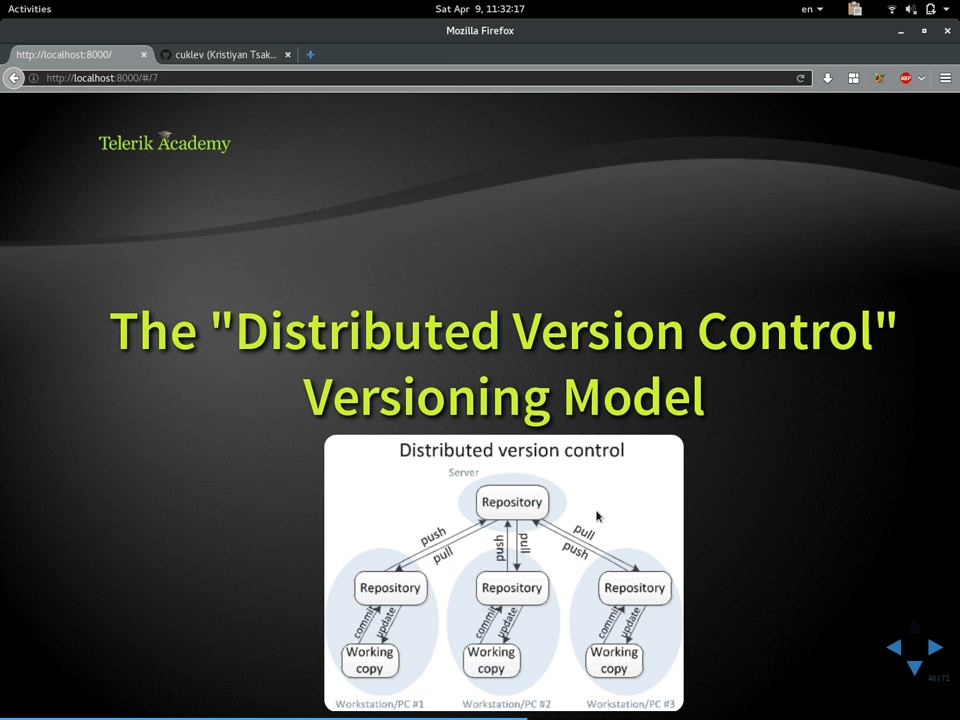 Activities
Sat Apr 9, 11:32:17
en
Mozilla Firefox
http://localhost:8000/
cuklev (Kristiyan Tsak...
http://localhost:8000/#/7
ABP
Telerik Academy
The "Distributed Version Control"
Versioning Model
Distributed version control
Server
Repository
push
pull
push
pull
pull
push
Repository
Repository
Repository
commit
update
commit
update
commit
update
Working
copy
Working
copy
Working
copy
Workstation/PC #1
Workstation/PC #2
Workstation/PC #3
40 / 72